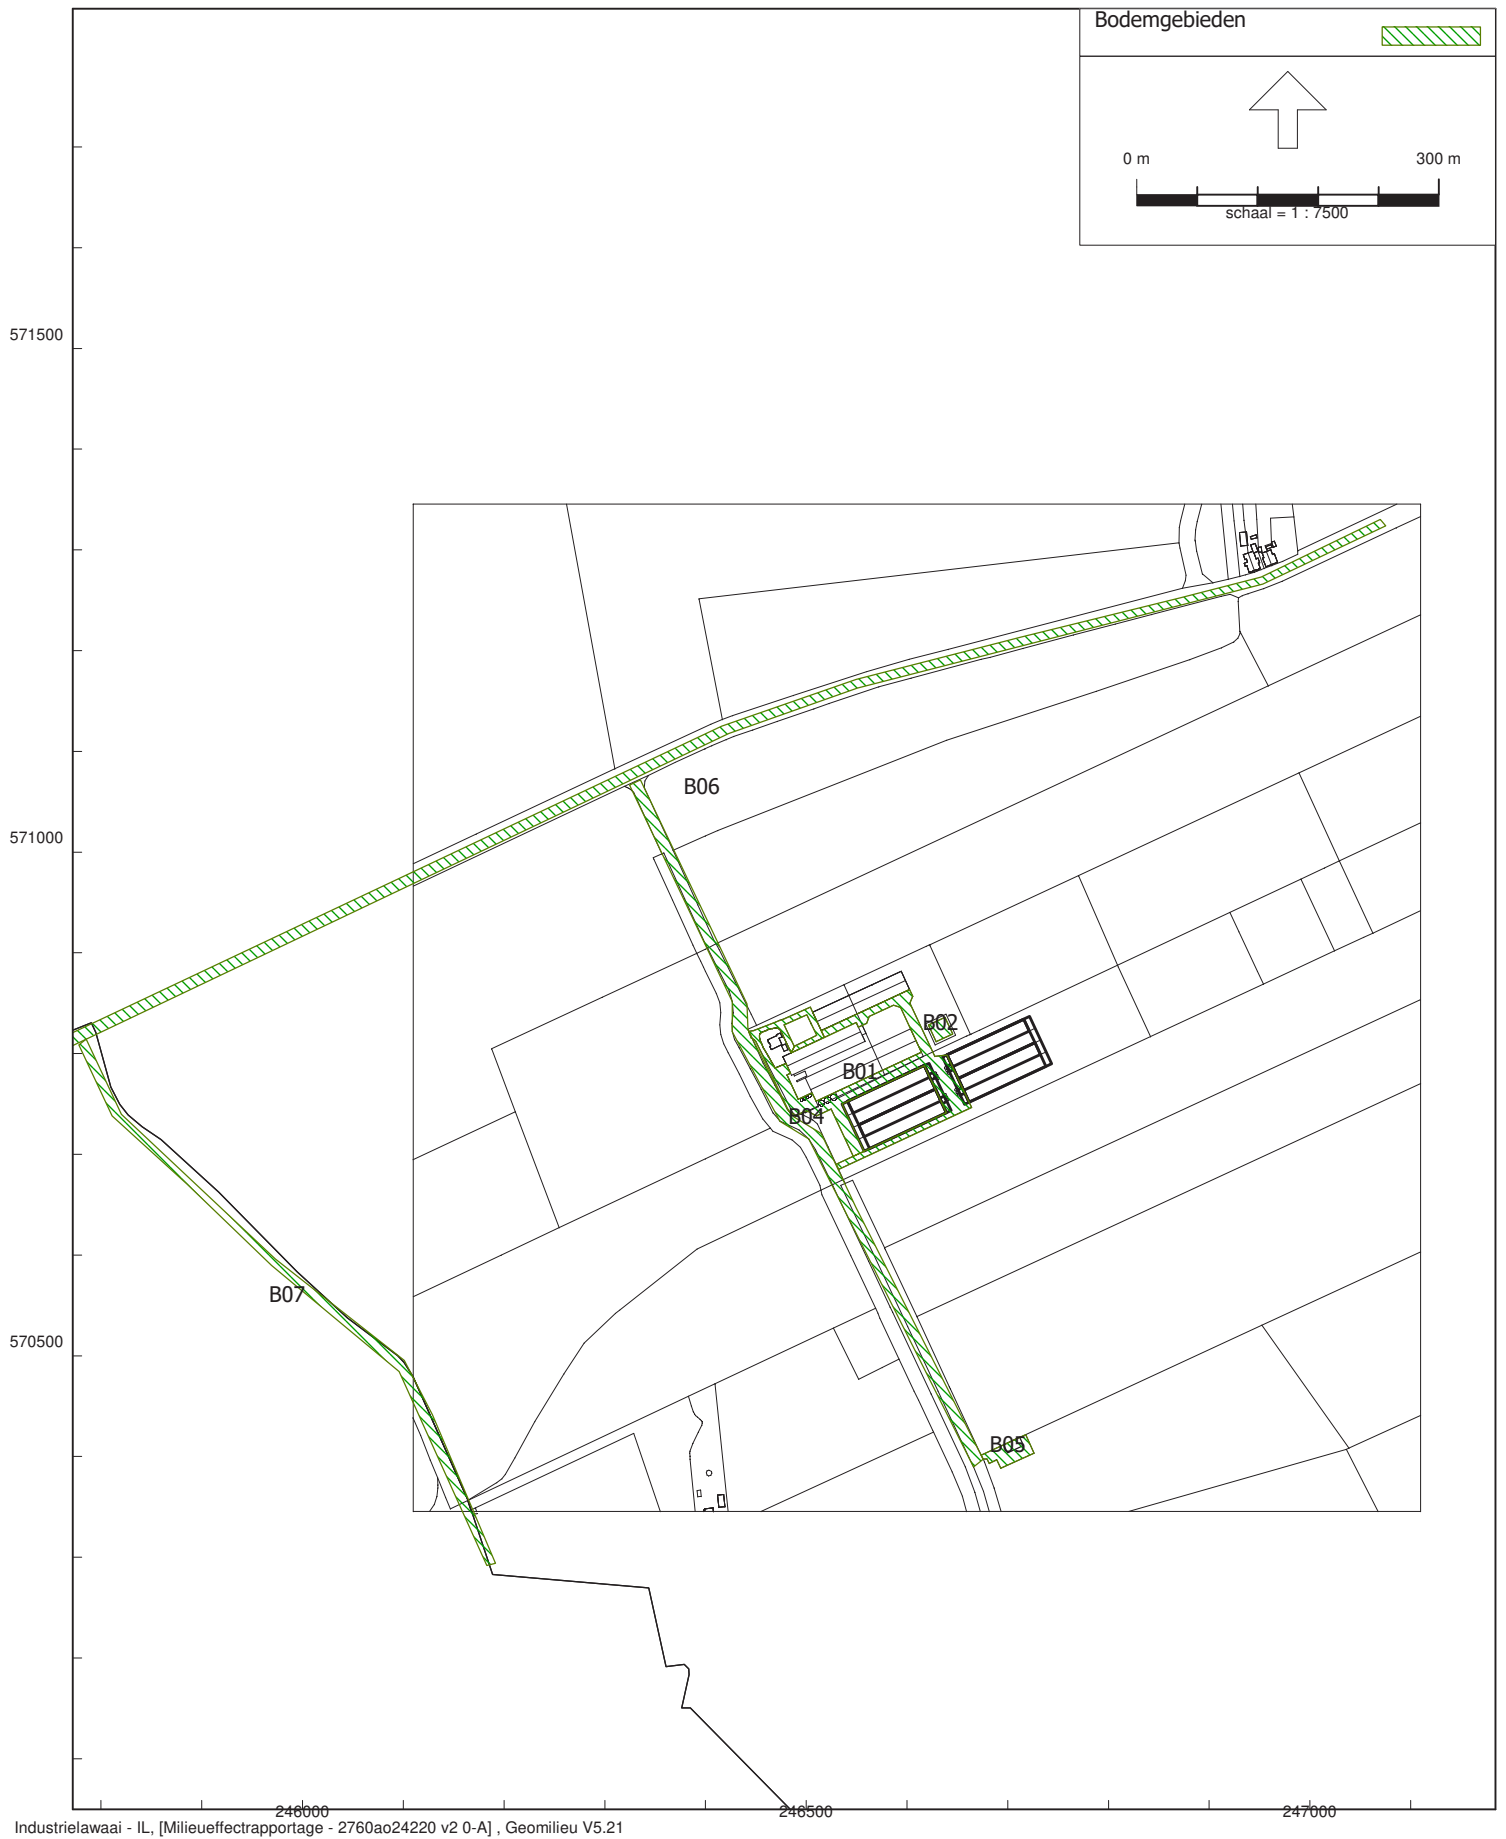 Bodemgebieden
0 m 300 m
schaal = 1 : 7500
571500
B06
571000
B02
B01
B04
B07
570500
B05
246000 246500 247000
Industrielawaai - IL, [Milieueffectrapportage - 2760ao24220 v2 0-A] , Geomilieu V5.21